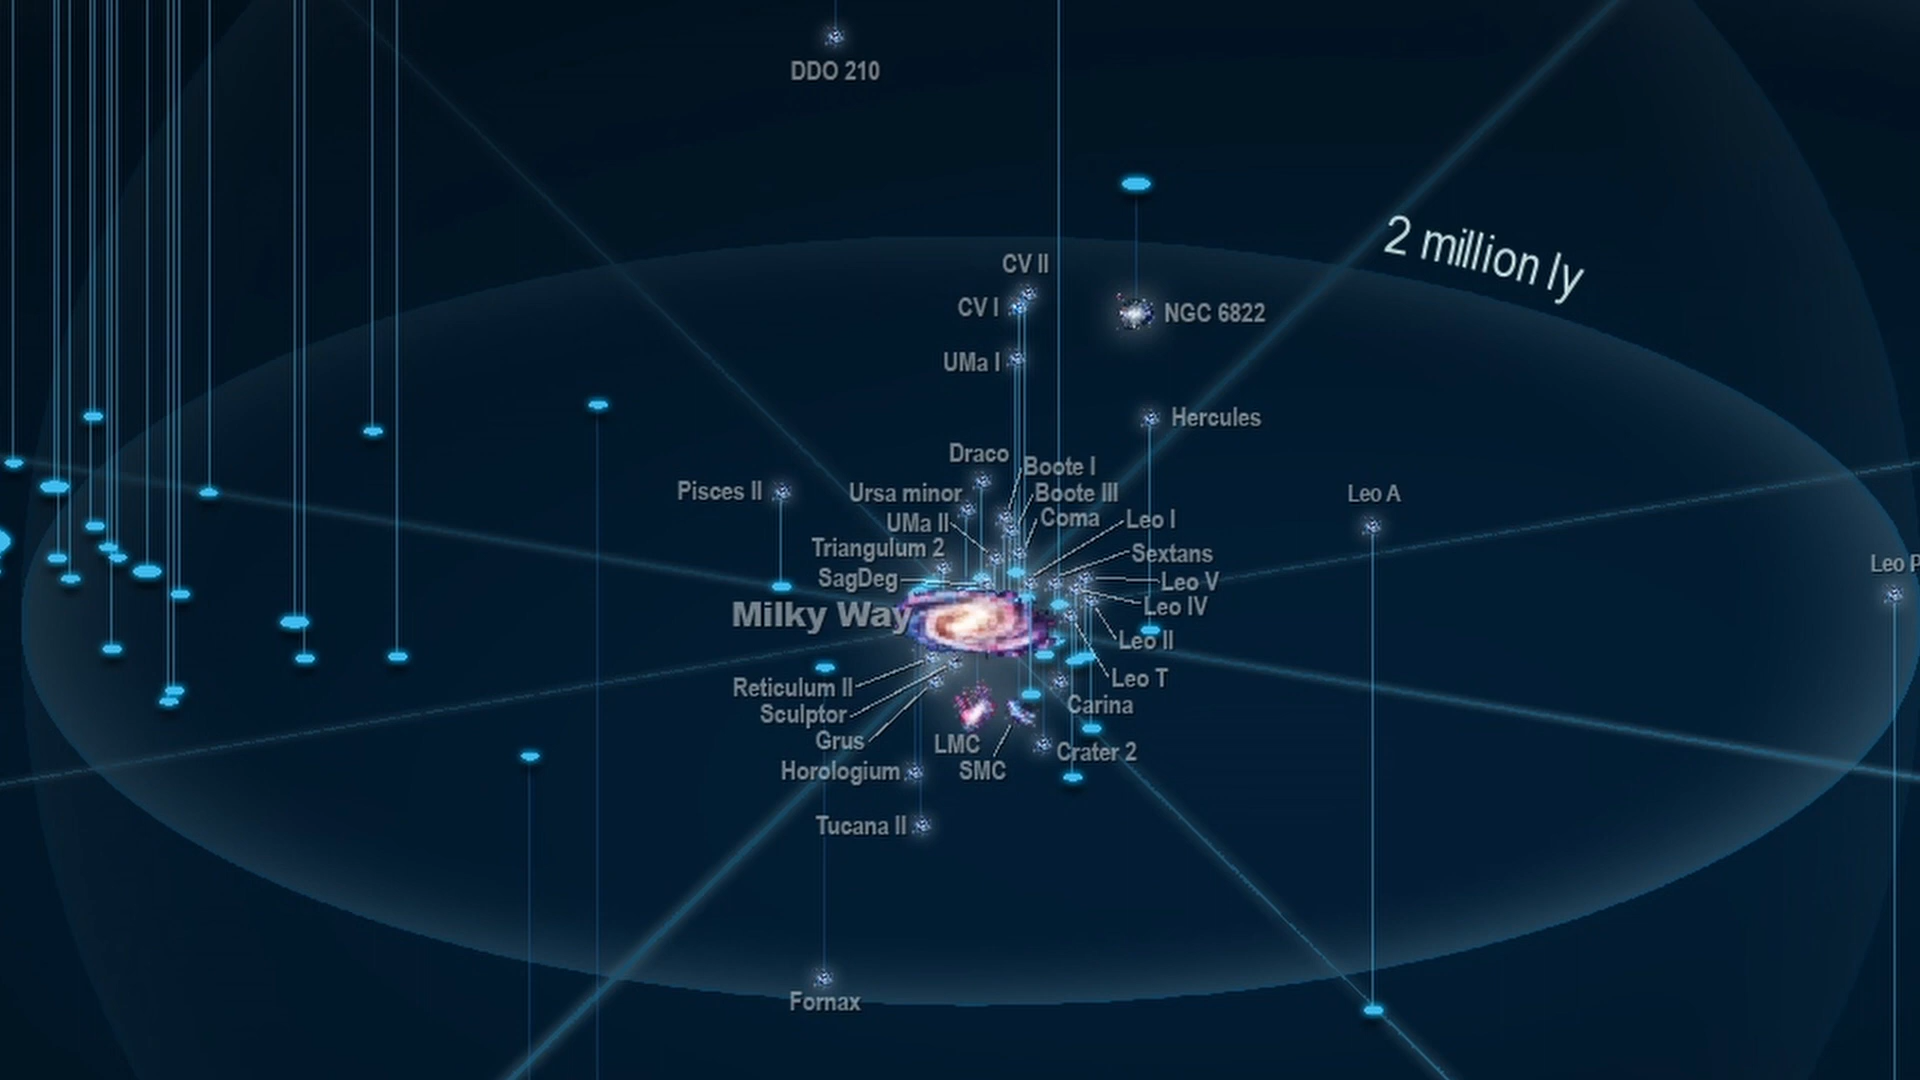 DDO 210
2 million ly
CV II
CV I
NGC 6822
UMa I
Hercules
Draco
Boote I
Pisces II
Ursa minor
Boote III
Leo A
UMa II
Coma
Leo I
Triangulum 2
Sextans
Leo P
SagDeg
Leo V
Milky Way
Leo IV
Leo II
Reticulum II
Leo T
Sculptor
Carina
Grus
LMC
Crater 2
Horologium
SMC
Tucana II
Fornax